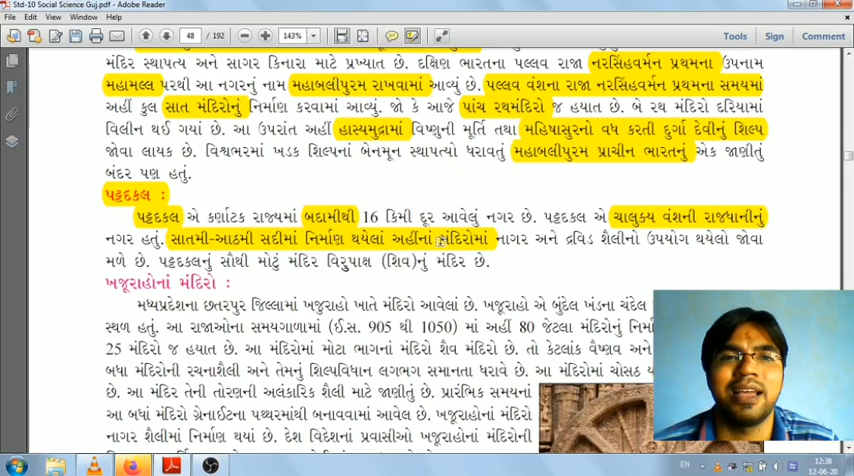 Std-10 Social Science Guj.pdf - Adobe Reader
File Edit View Window Help
48 / 192 143% Tools Sign Comment
મંદિર સ્થાપત્ય અને સાગર કિનારા માટે પ્રખ્યાત છે. દક્ષિણ ભારતના પલ્લવ રાજા નરસિંહવર્મન પ્રથમના ઉપનામ
મહામલ્લ પરથી આ નગરનું નામ મહાબલીપુરમ રાખવામાં આવ્યું છે. પલ્લવ વંશના રાજા નરસિંહવર્મન પ્રથમના સમયમાં
અહીં કુલ સાત મંદિરોનું નિર્માણ કરવામાં આવ્યું. જો કે આજે પાંચ રથમંદિરો જ હયાત છે. બે રથ મંદિરો દરિયામાં
વિલીન થઈ ગયાં છે. આ ઉપરાંત અહીં હાસ્યમુદ્રામાં વિષ્ણુની મૂર્તિ તથા મહિષાસુરનો વધ કરતી દુર્ગા દેવીનું શિલ્પ
જોવા લાયક છે. વિશ્વભરમાં ખડક શિલ્પનાં બેનમૂન સ્થાપત્યો ધરાવતું મહાબલીપુરમ પ્રાચીન ભારતનું એક જાણીતું
બંદર પણ હતું.
પટ્ટદકલ :
પટ્ટદકલ એ કર્ણાટક રાજ્યમાં બદામીથી 16 કિમી દૂર આવેલું નગર છે. પટ્ટદકલ એ ચાલુક્ય વંશની રાજધાનીનું
નગર હતું. સાતમી-આઠમી સદીમાં નિર્માણ થયેલાં અહીંનાં મંદિરોમાં નાગર અને દ્રવિડ શૈલીનો ઉપયોગ થયેલો જોવા
મળે છે. પટ્ટદકલનું સૌથી મોટું મંદિર વિરુપાક્ષ (શિવ)નું મંદિર છે.
ખજૂરાહોનાં મંદિરો :
મધ્યપ્રદેશના છતરપુર જિલ્લામાં ખજુરાહો ખાતે મંદિરો આવેલાં છે. ખજૂરાહો એ બુંદેલ ખંડના ચંદેલ
સ્થળ હતું. આ રાજાઓના સમયગાળામાં (ઈ.સ. 905 થી 1050) માં અહીં 80 જેટલા મંદિરોનું
25 મંદિરો જ હયાત છે. આ મંદિરોમાં મોટા ભાગનાં મંદિરો શૈવ મંદિરો છે. તો કેટલાંક વૈષ્ણવ અને
બધા મંદિરોની રચનાશૈલી અને તેમનું શિલ્પવિધાન લગભગ સમાનતા ધરાવે છે. આ મંદિરોમાં ચોસઠ
છે. આ મંદિર તેની તોરણની અલંકારિક શૈલી માટે જાણીતું છે. પ્રારંભિક સમયનાં
આ બધાં મંદિરો ગ્રેનાઈટના પથ્થરમાંથી બનાવવામાં આવેલ છે. ખજૂરાહોનાં મંદિરો
નાગર શૈલીમાં નિર્માણ થયાં છે. દેશ વિદેશનાં પ્રવાસીઓ ખજૂરાહોનાં મંદિરોની
EN 12:38
12-06-20